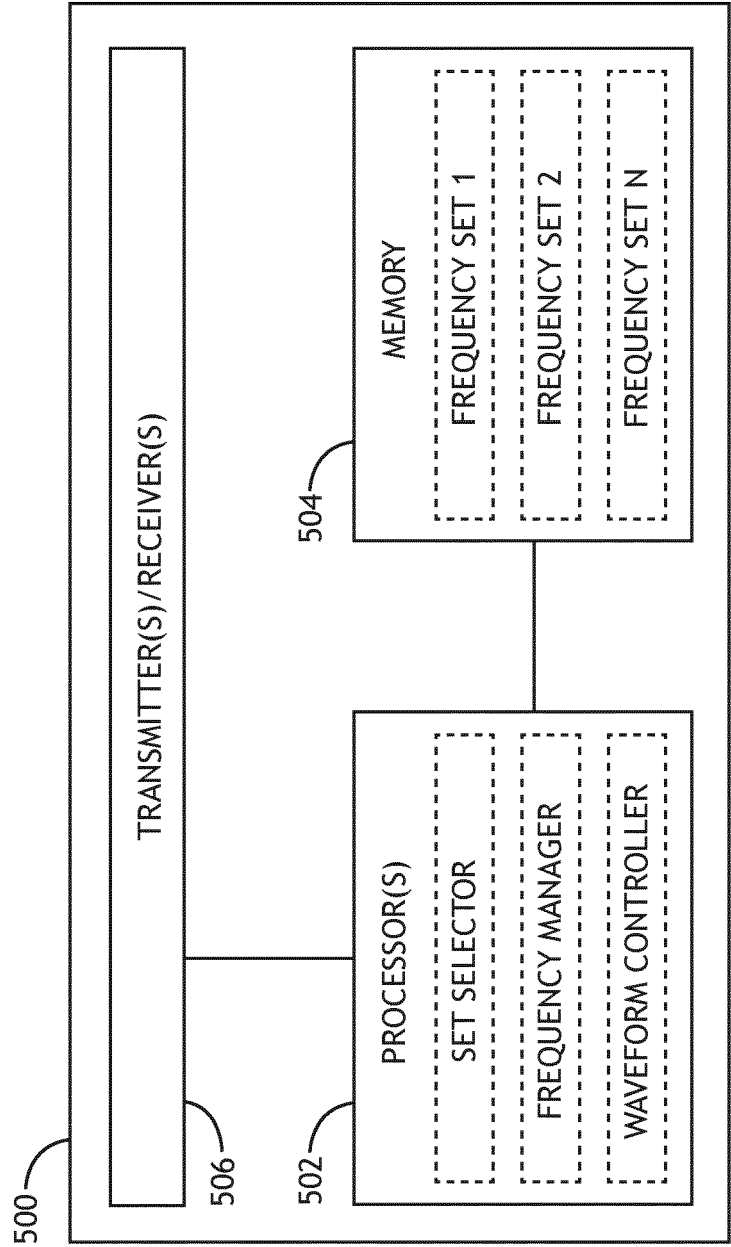 500
TRANSMITTER(S)/RECEIVER(S)
506
502
PROCESSOR(S)
SET SELECTOR
FREQUENCY MANAGER
WAVEFORM CONTROLLER
504
MEMORY
FREQUENCY SET 1
FREQUENCY SET 2
FREQUENCY SET N